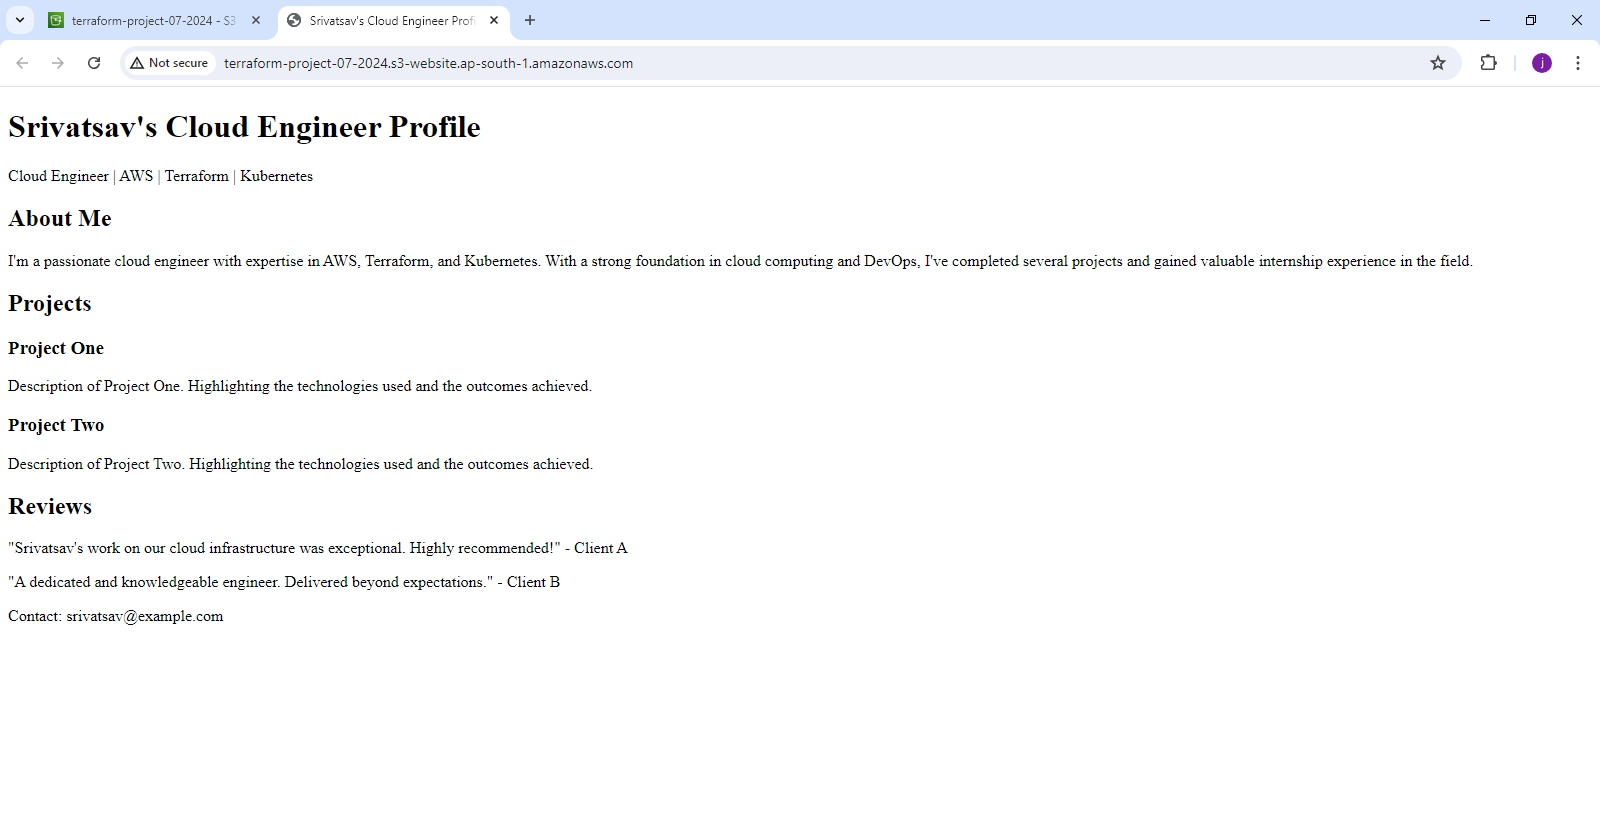 terraform-project-07-2024 - S3
Srivatsav's Cloud Engineer Profi
Not secure
terraform-project-07-2024.s3-website.ap-south-1.amazonaws.com
j
Srivatsav's Cloud Engineer Profile
Cloud Engineer | AWS | Terraform | Kubernetes
About Me
I'm a passionate cloud engineer with expertise in AWS, Terraform, and Kubernetes. With a strong foundation in cloud computing and DevOps, I've completed several projects and gained valuable internship experience in the field.
Projects
Project One
Description of Project One. Highlighting the technologies used and the outcomes achieved.
Project Two
Description of Project Two. Highlighting the technologies used and the outcomes achieved.
Reviews
"Srivatsav's work on our cloud infrastructure was exceptional. Highly recommended!" - Client A
"A dedicated and knowledgeable engineer. Delivered beyond expectations." - Client B
Contact: srivatsav@example.com